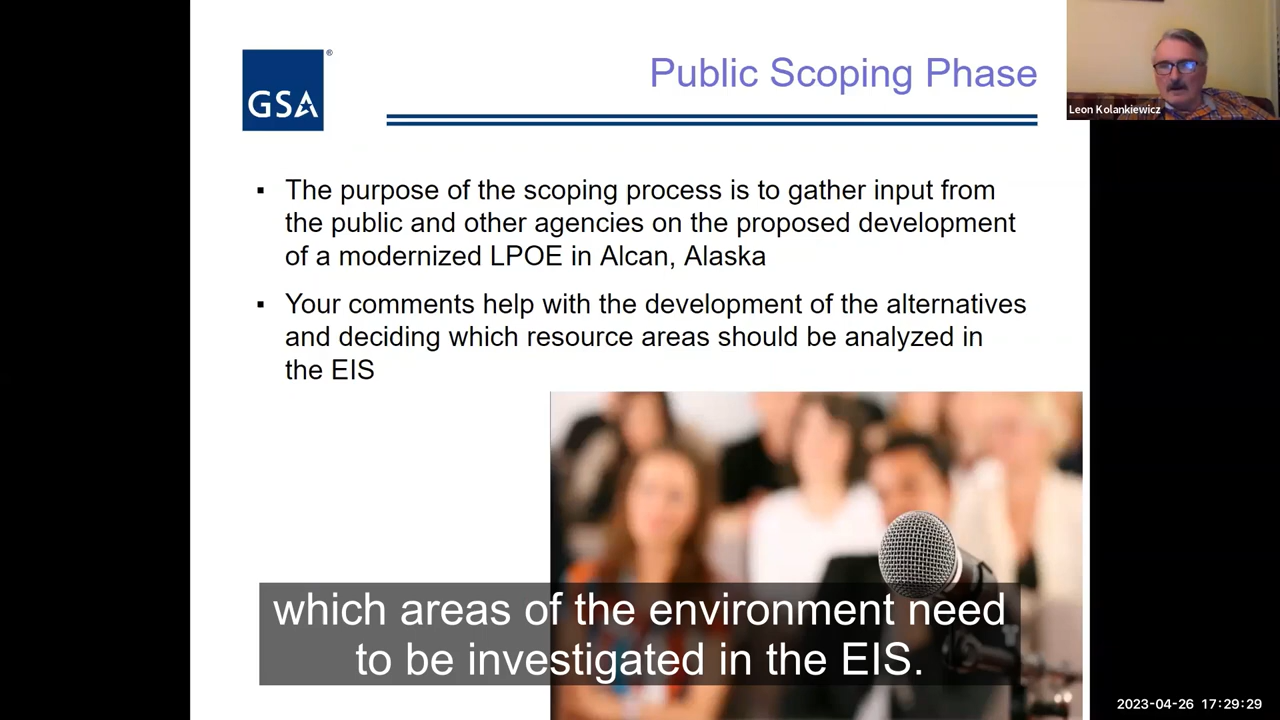 GSA
®
Public Scoping Phase
Leon Kolankiewicz
▪ The purpose of the scoping process is to gather input from
the public and other agencies on the proposed development
of a modernized LPOE in Alcan, Alaska
▪ Your comments help with the development of the alternatives
and deciding which resource areas should be analyzed in
the EIS
which areas of the environment need
to be investigated in the EIS.
2023-04-26 17:29:29